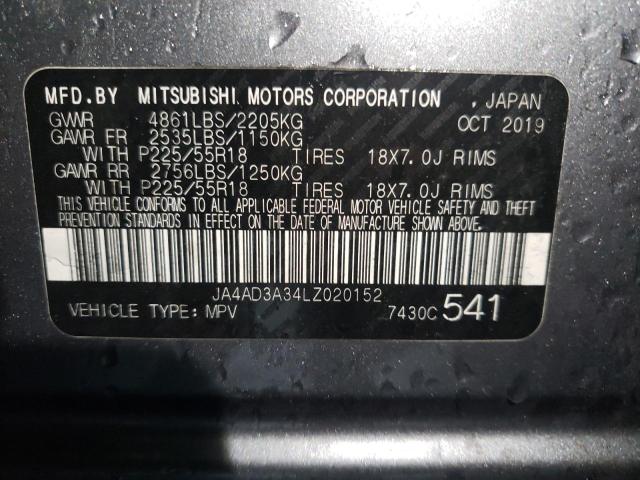 MFD.BY MITSUBISHI MOTORS CORPORATION . JAPAN
GVWR 4861LBS/2205KG OCT 2019
GAWR FR 2535LBS/1150KG
WITH P225/55R18 TIRES 18X7.0J RIMS
GAWR RR 2756LBS/1250KG
WITH P225/55R18 TIRES 18X7.0J RIMS
THIS VEHICLE CONFORMS TO ALL APPLICABLE FEDERAL MOTOR VEHICLE SAFETY AND THEFT
PREVENTION STANDARDS IN EFFECT ON THE DATE OF MANUFACTURE SHOWN ABOVE.
JA4AD3A34LZ020152
VEHICLE TYPE: MPV 7430C 541